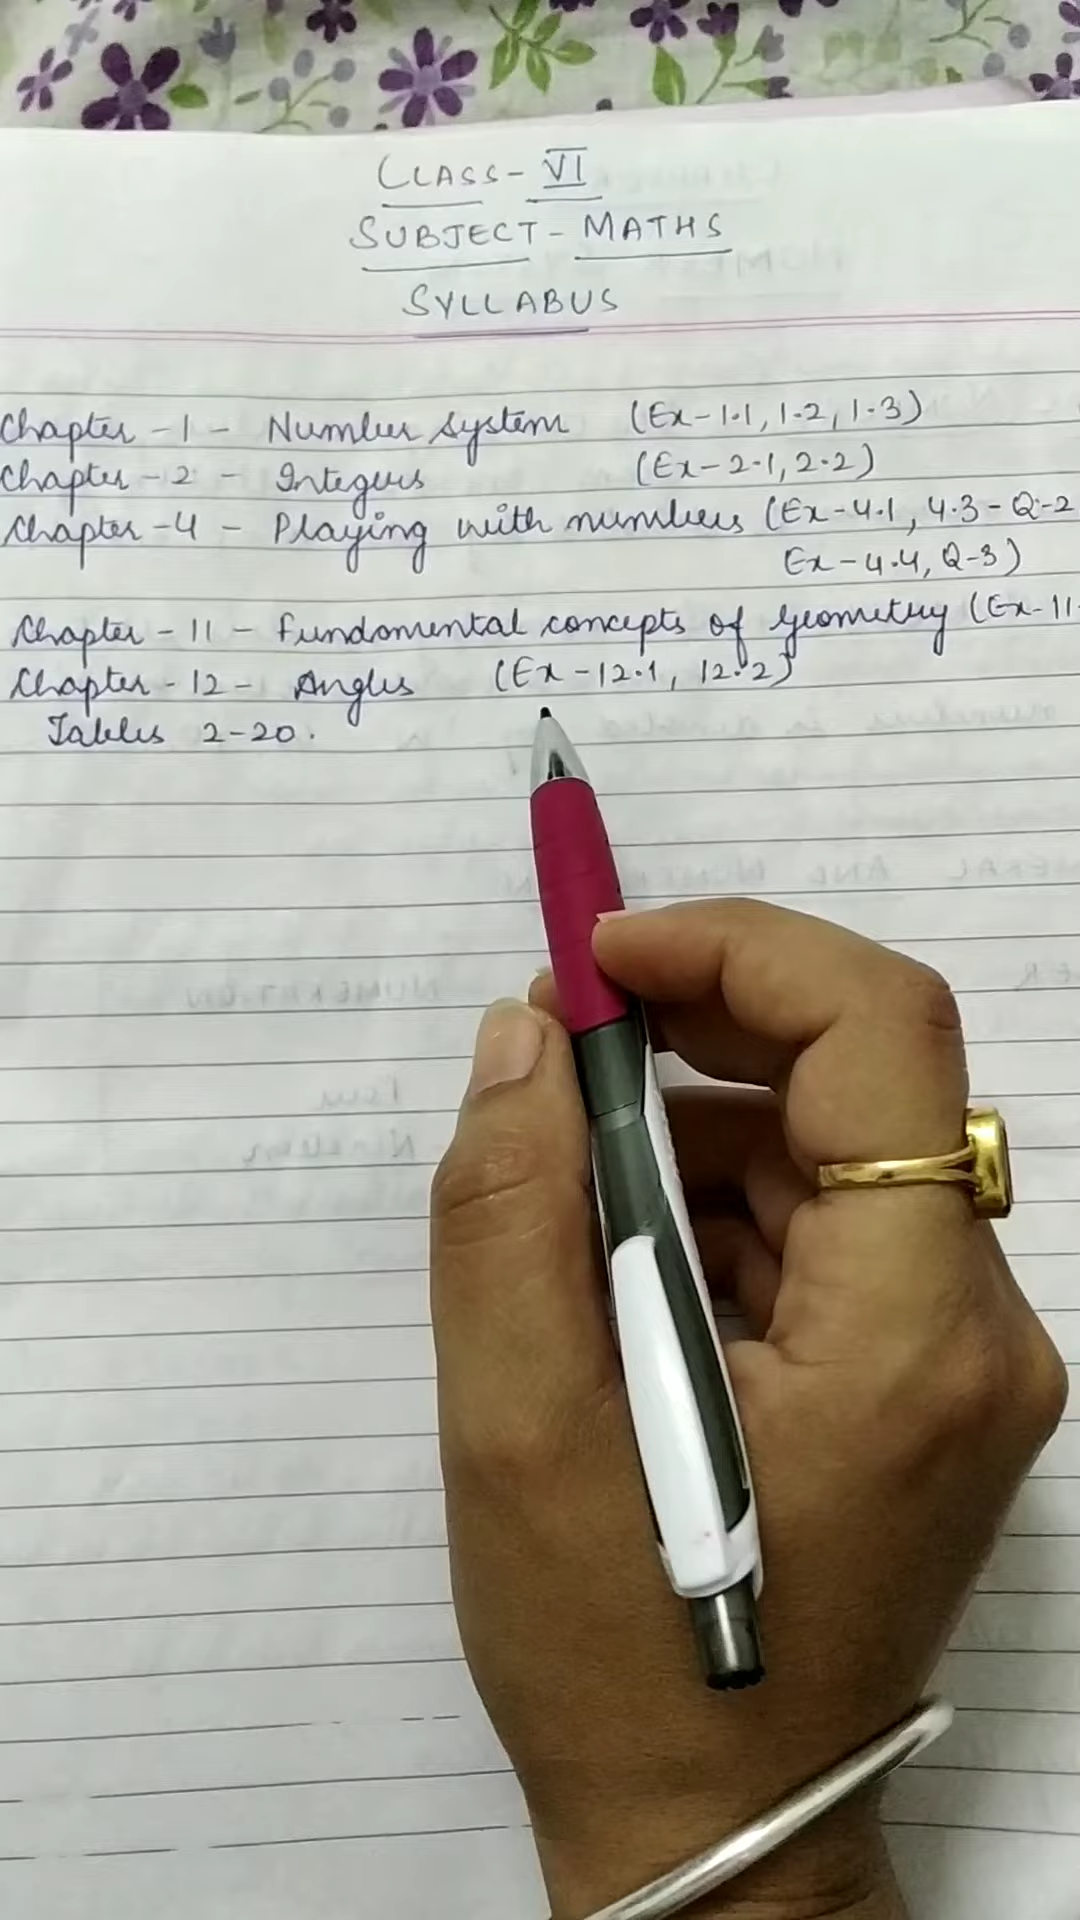 CLASS - VI
SUBJECT - MATHS
SYLLABUS
Chapter - 1 - Number system (Ex - 1.1, 1.2, 1.3)
Chapter - 2 - Integers (Ex - 2.1, 2.2)
Chapter - 4 - Playing with numbers (Ex - 4.1, 4.3 - Q-2
Ex - 4.4, Q-3)
Chapter - 11 - Fundamental concepts of geometry (Ex - 11.
Chapter - 12 - Angles (Ex - 12.1, 12.2)
Tables 2-20.